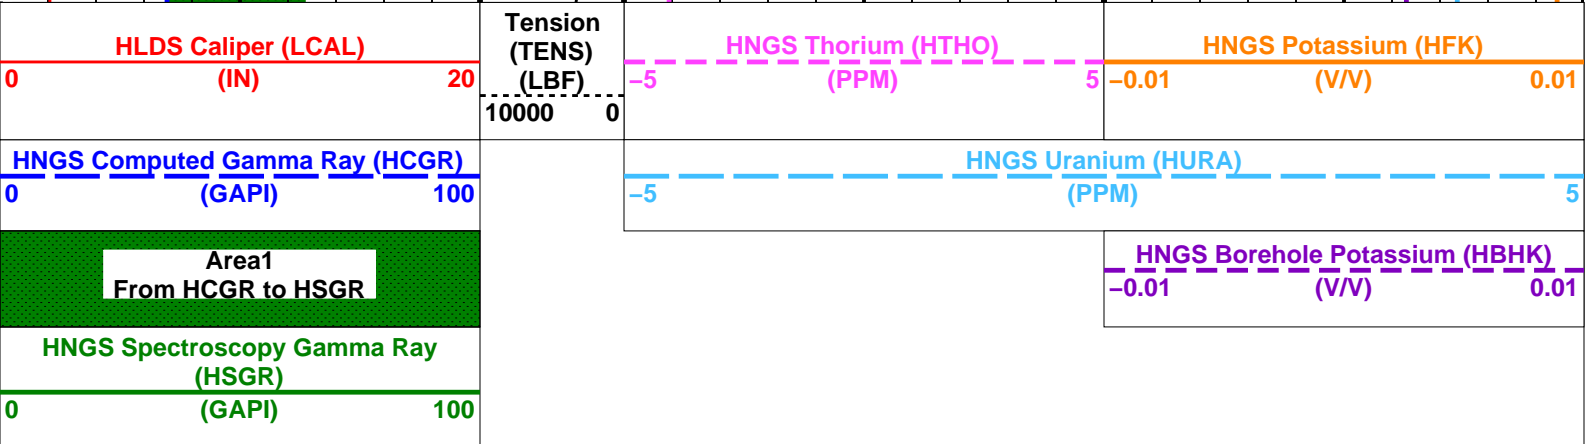 HLDS Caliper (LCAL)
0 (IN) 20
Tension
(TENS)
(LBF)
10000 0
HNGS Thorium (HTHO)
−5 (PPM) 5
HNGS Potassium (HFK)
−0.01 (V/V) 0.01
HNGS Computed Gamma Ray (HCGR)
0 (GAPI) 100
HNGS Uranium (HURA)
−5 (PPM) 5
Area1
From HCGR to HSGR
HNGS Borehole Potassium (HBHK)
−0.01 (V/V) 0.01
HNGS Spectroscopy Gamma Ray
(HSGR)
0 (GAPI) 100